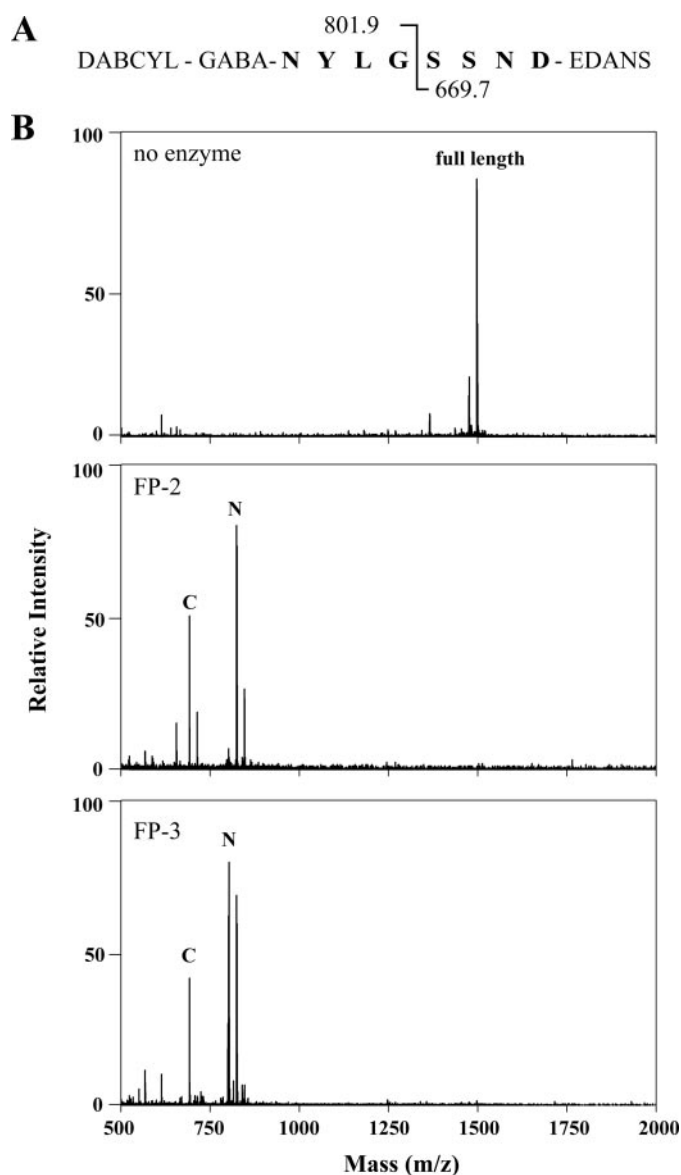 A
801.9
DABCYL - GABA- N Y L G S S N D - EDANS
669.7
B
100
no enzyme
full length
50
0
100
FP-2
N
C
50
0
Relative Intensity
100
FP-3
N
C
50
0
500 750 1000 1250 1500 1750 2000
Mass (m/z)